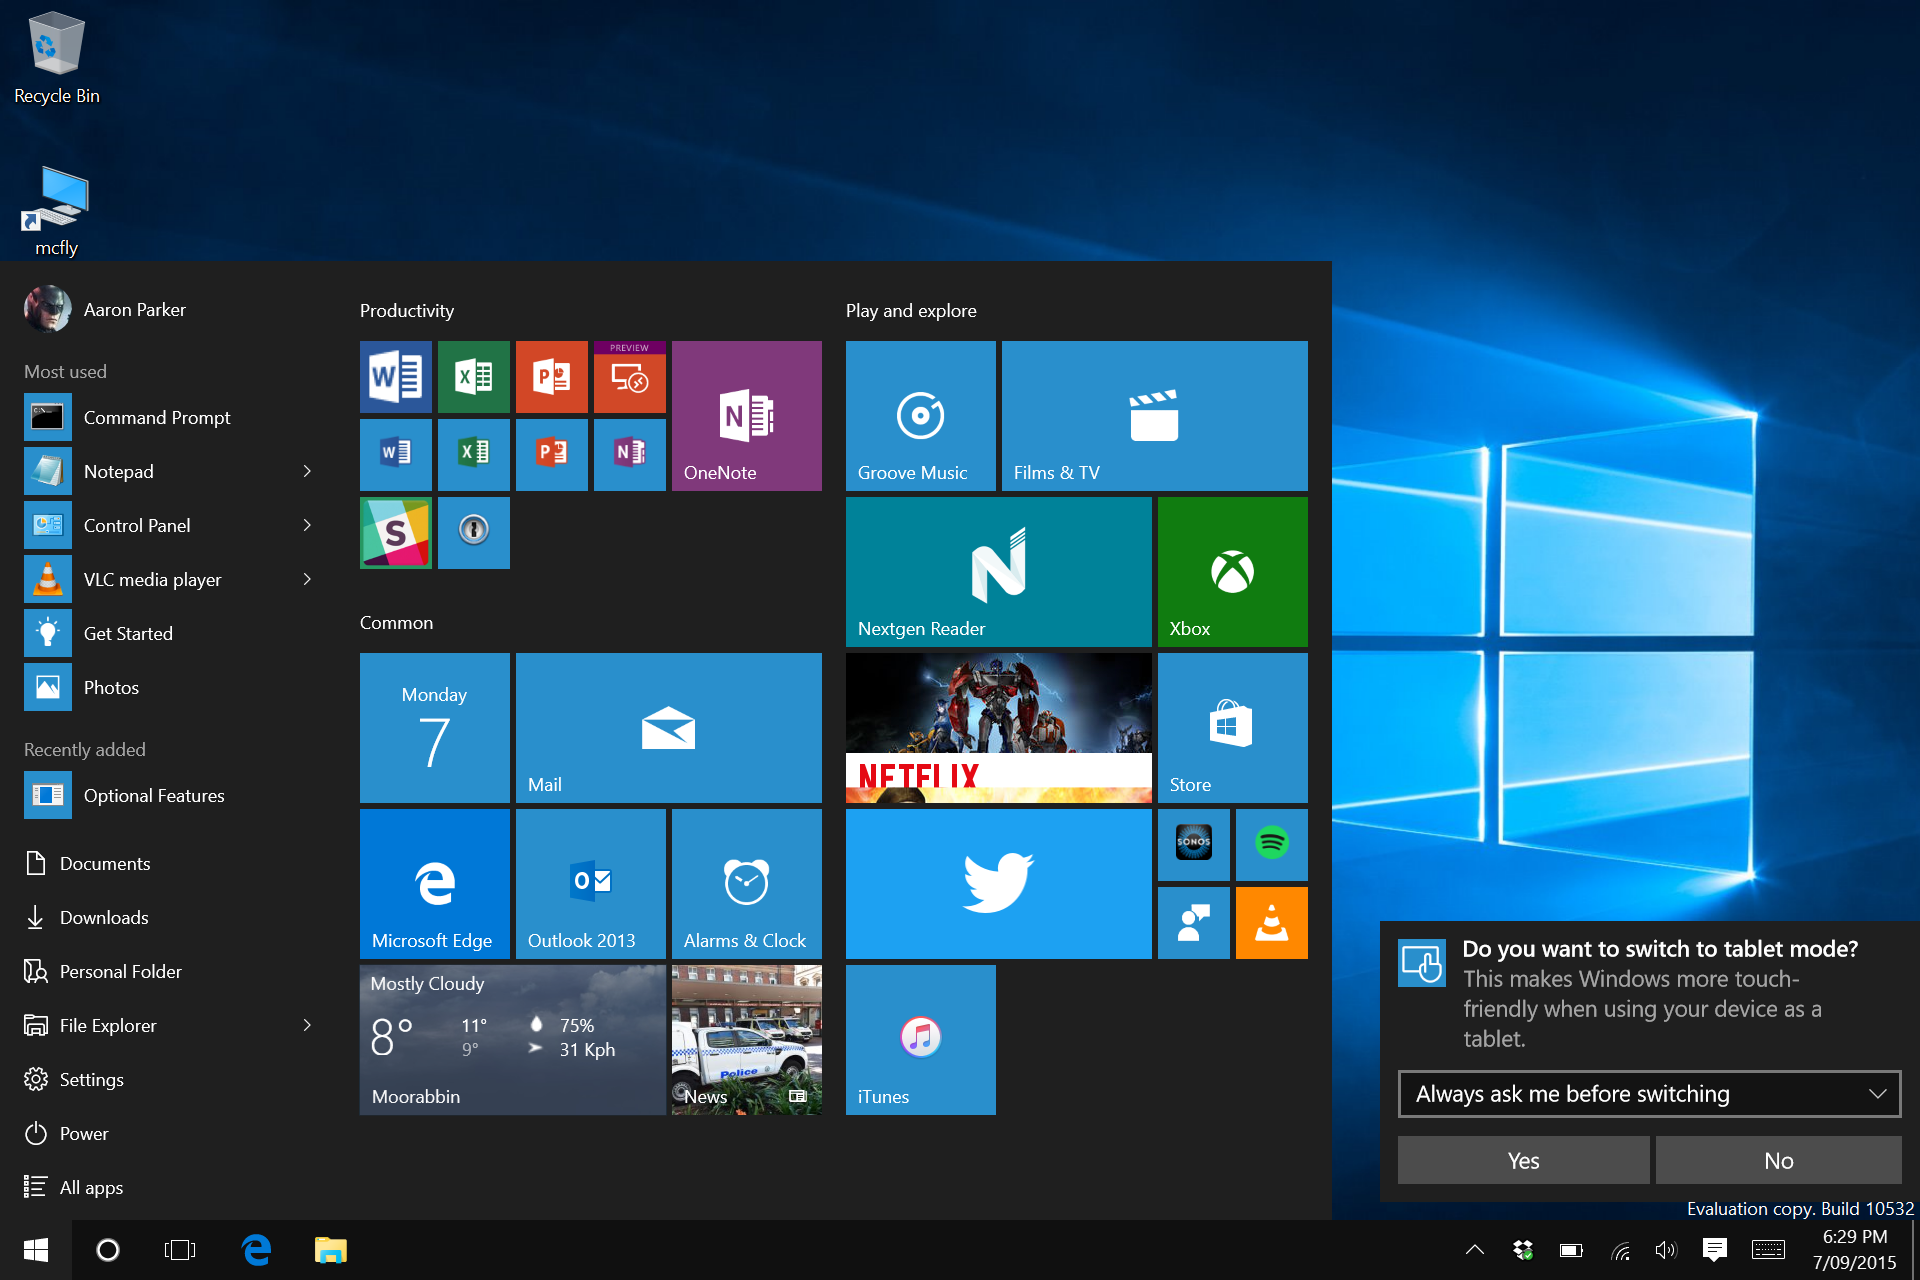 Recycle Bin
mcfly
Aaron Parker
Most used
Command Prompt
Notepad
Control Panel
VLC media player
Get Started
Photos
Recently added
Optional Features
Documents
Downloads
Personal Folder
File Explorer
Settings
Power
All apps
Productivity
PREVIEW
OneNote
Common
Monday
7
Mail
Microsoft Edge
Outlook 2013
Alarms & Clock
Mostly Cloudy
8°
11°
9°
75%
31 Kph
Moorabbin
Police
News
Play and explore
Groove Music
Films & TV
Nextgen Reader
Xbox
NETFLIX
Store
SONOS
iTunes
Do you want to switch to tablet mode?
This makes Windows more touch-
friendly when using your device as a
tablet.
Always ask me before switching
Yes
No
Evaluation copy. Build 10532
6:29 PM
7/09/2015